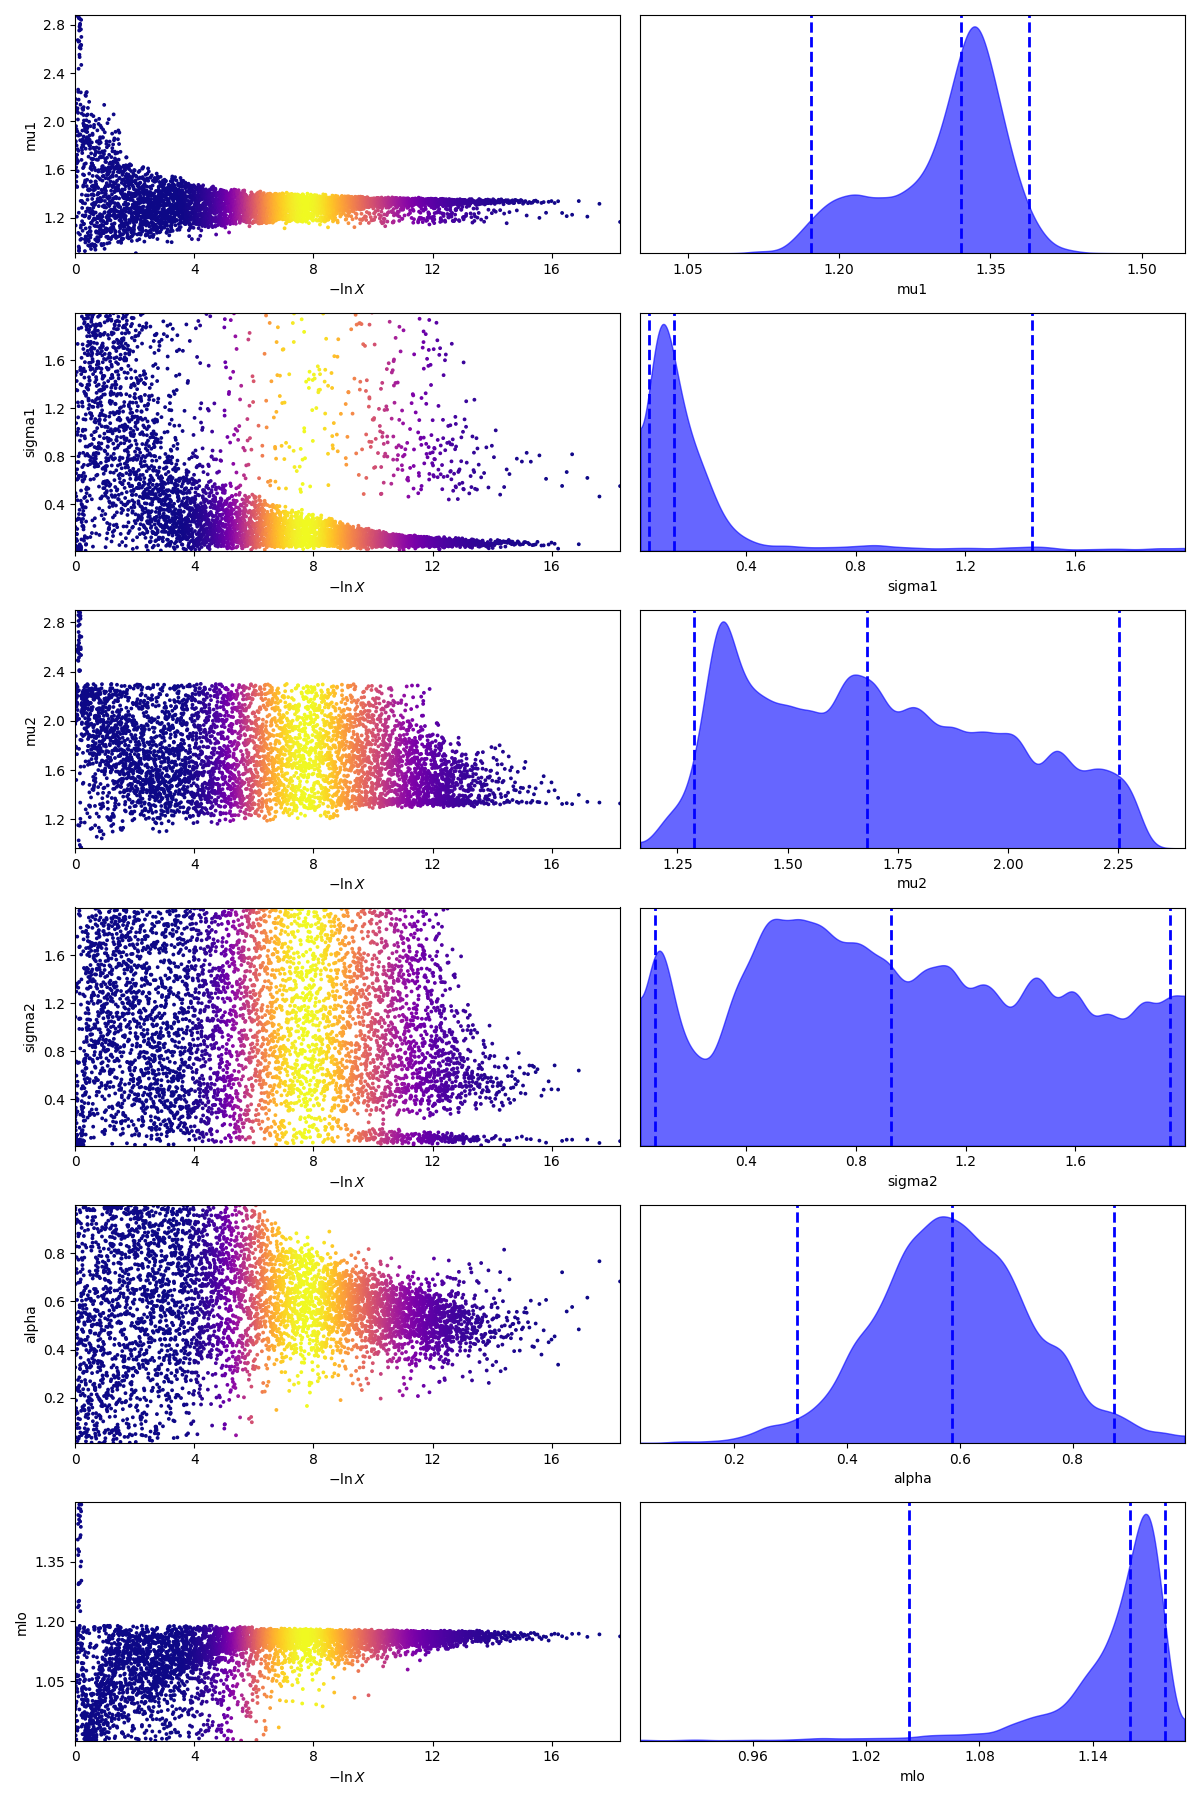 2.8
2.4
2.0
1.6
1.2
mu1
0 4 8 12 16
−ln X
1.05 1.20 1.35 1.50
mu1
1.6
1.2
0.8
0.4
sigma1
0 4 8 12 16
−ln X
0.4 0.8 1.2 1.6
sigma1
2.8
2.4
2.0
1.6
1.2
mu2
0 4 8 12 16
−ln X
1.25 1.50 1.75 2.00 2.25
mu2
1.6
1.2
0.8
0.4
sigma2
0 4 8 12 16
−ln X
0.4 0.8 1.2 1.6
sigma2
0.8
0.6
0.4
0.2
alpha
0 4 8 12 16
−ln X
0.2 0.4 0.6 0.8
alpha
1.35
1.20
1.05
mlo
0 4 8 12 16
−ln X
0.96 1.02 1.08 1.14
mlo